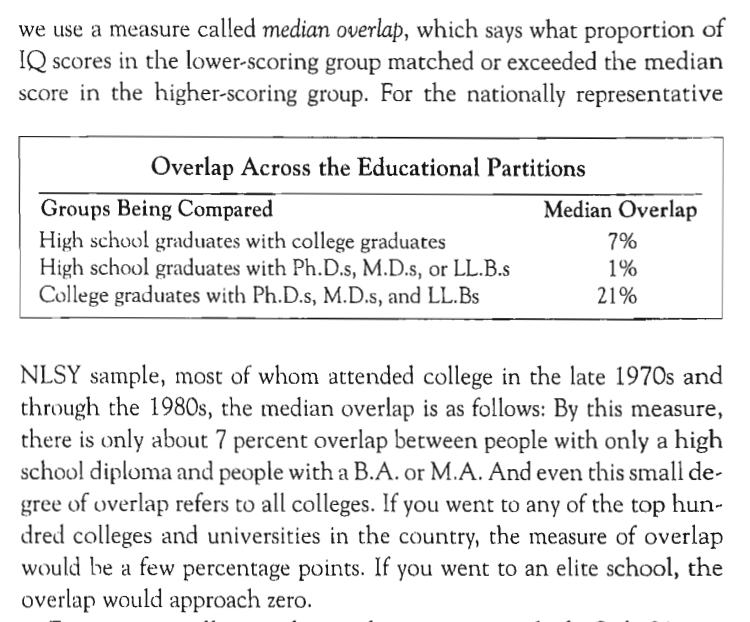 we use a measure called median overlap, which says what proportion of
IQ scores in the lower-scoring group matched or exceeded the median
score in the higher-scoring group. For the nationally representative
Overlap Across the Educational Partitions
Groups Being Compared Median Overlap
High school graduates with college graduates 7%
High school graduates with Ph.D.s, M.D.s, or LL.B.s 1%
College graduates with Ph.D.s, M.D.s, and LL.Bs 21%
NLSY sample, most of whom attended college in the late 1970s and
through the 1980s, the median overlap is as follows: By this measure,
there is only about 7 percent overlap between people with only a high
school diploma and people with a B.A. or M.A. And even this small de-
gree of overlap refers to all colleges. If you went to any of the top hun-
dred colleges and universities in the country, the measure of overlap
would be a few percentage points. If you went to an elite school, the
overlap would approach zero.